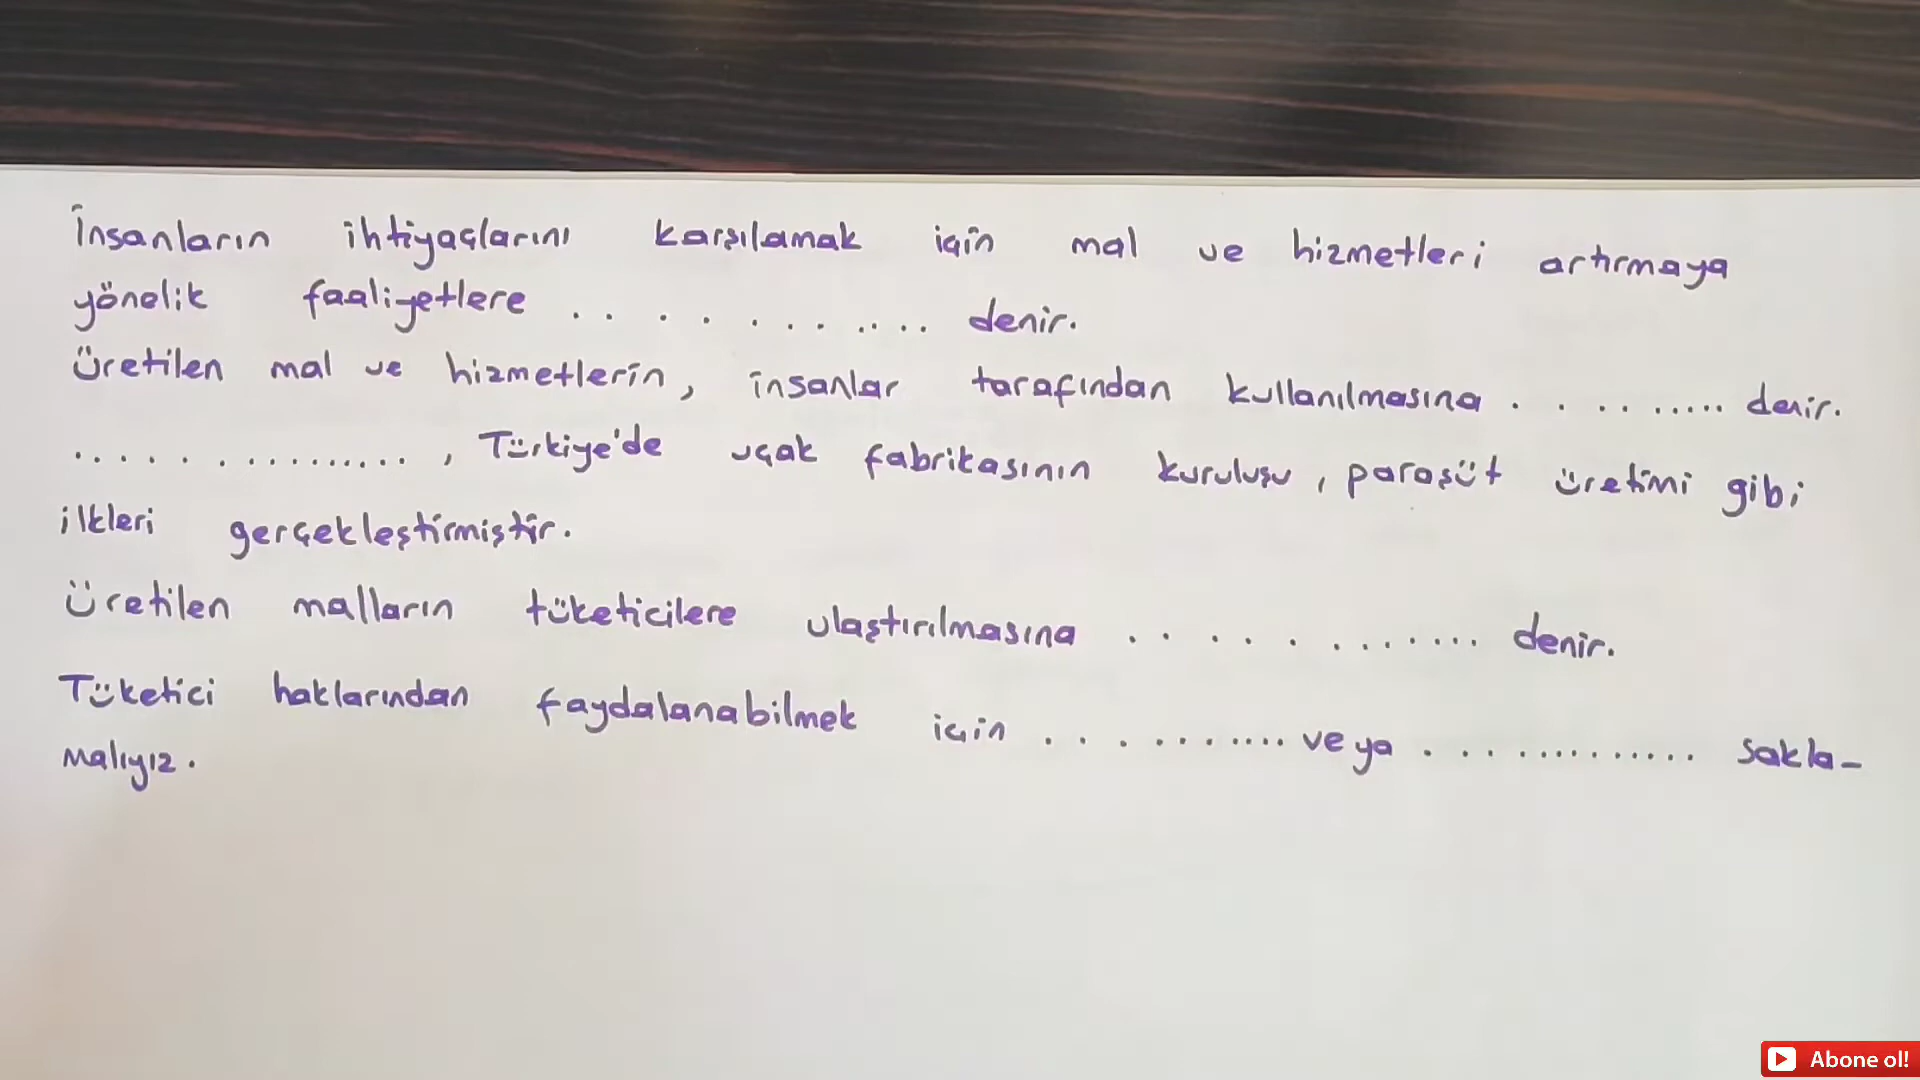 İnsanların ihtiyaçlarını karşılamak için mal ve hizmetleri artırmaya
yönelik faaliyetlere . . . . . . . . . . . denir.
Üretilen mal ve hizmetlerin, insanlar tarafından kullanılmasına . . . . . . . . . denir.
. . . . . . . . . . . . . . . . , Türkiye'de uçak fabrikasının kuruluşu, paraşüt üretimi gibi
ilkleri gerçekleştirmiştir.
Üretilen malların tüketicilere ulaştırılmasına . . . . . . . . . . . . denir.
Tüketici haklarından faydalanabilmek için . . . . . . . . . . . veya . . . . . . . . . . . . . sakla-
malıyız.
Abone ol!